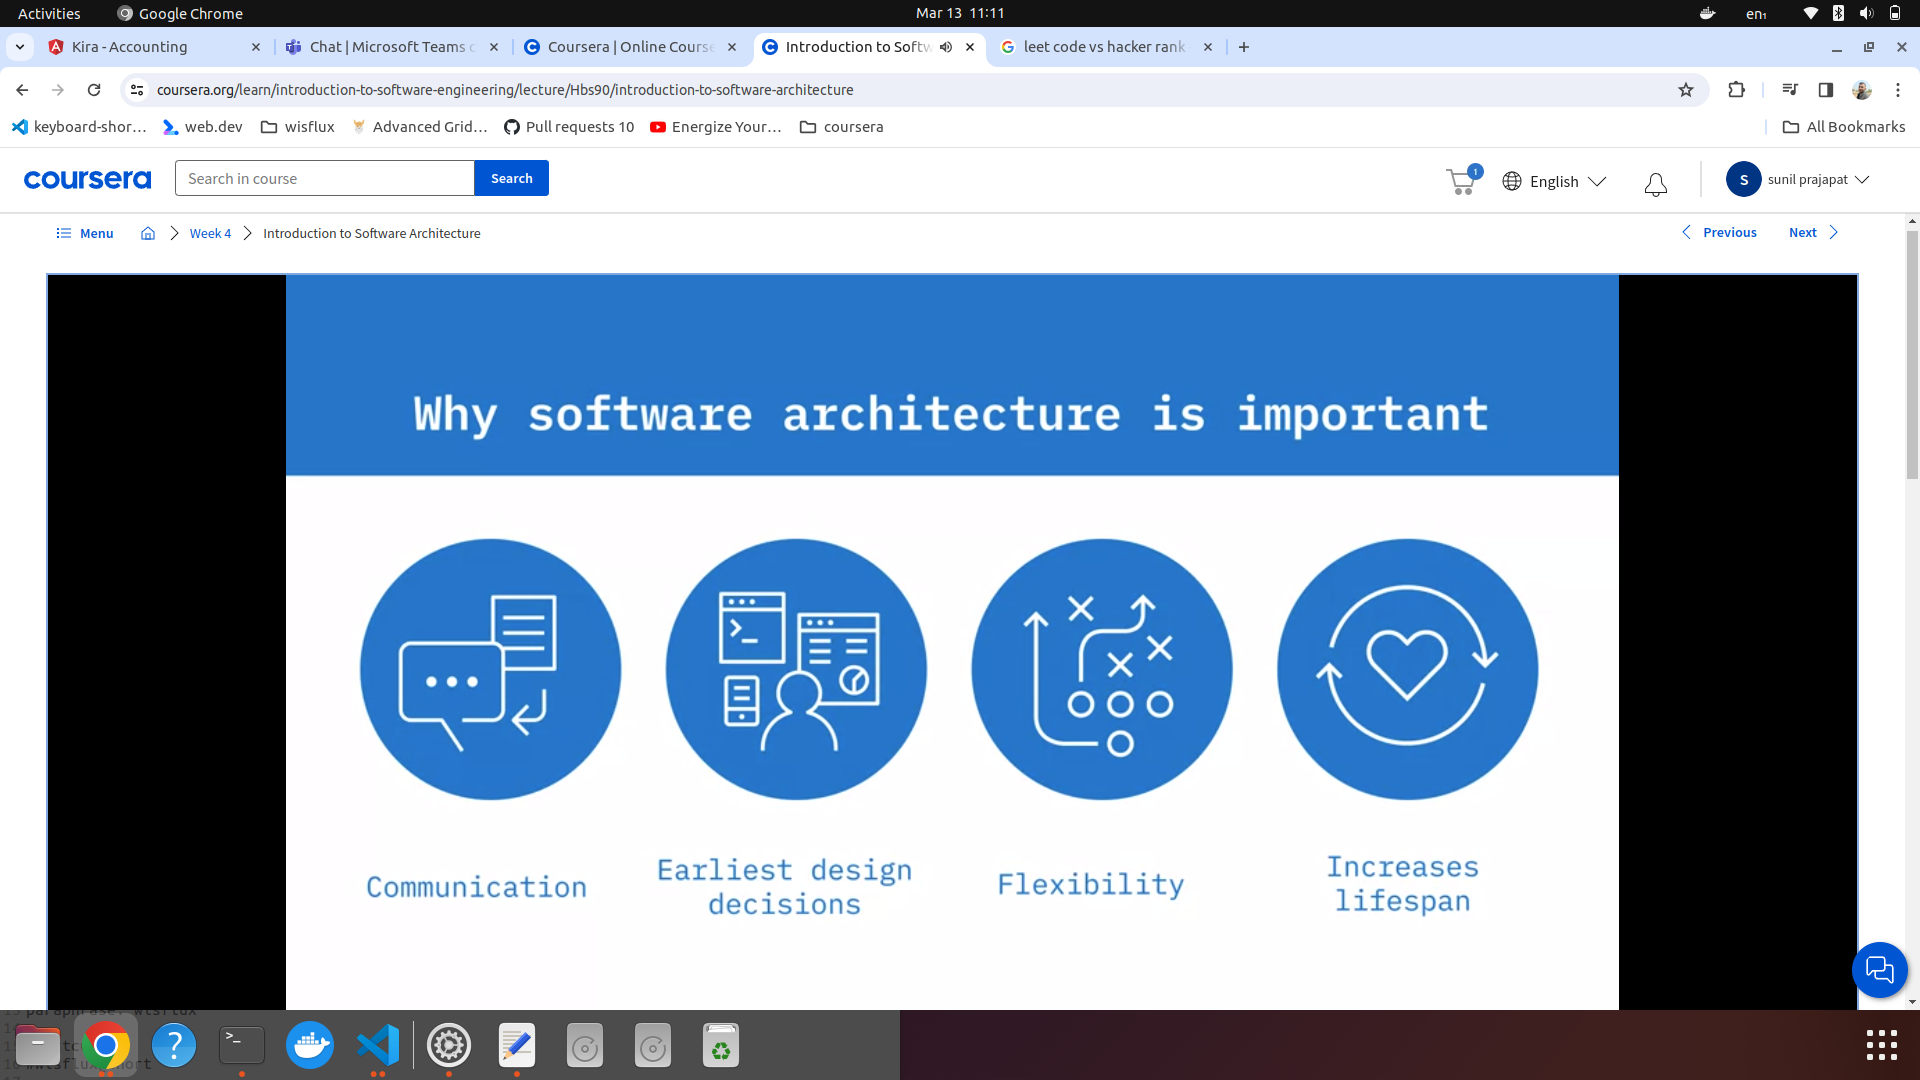 Activities
Google Chrome
Mar 13 11:11
en₁
Kira - Accounting
Chat | Microsoft Teams c
Coursera | Online Course
Introduction to Softw
leet code vs hacker rank
coursera.org/learn/introduction-to-software-engineering/lecture/Hbs90/introduction-to-software-architecture
keyboard-shor...
web.dev
wisflux
Advanced Grid...
Pull requests 10
Energize Your...
coursera
All Bookmarks
coursera
Search in course
Search
1
English
S
sunil prajapat
Menu
Week 4
Introduction to Software Architecture
Previous
Next
Why software architecture is important
Communication
Earliest design
decisions
Flexibility
Increases
lifespan